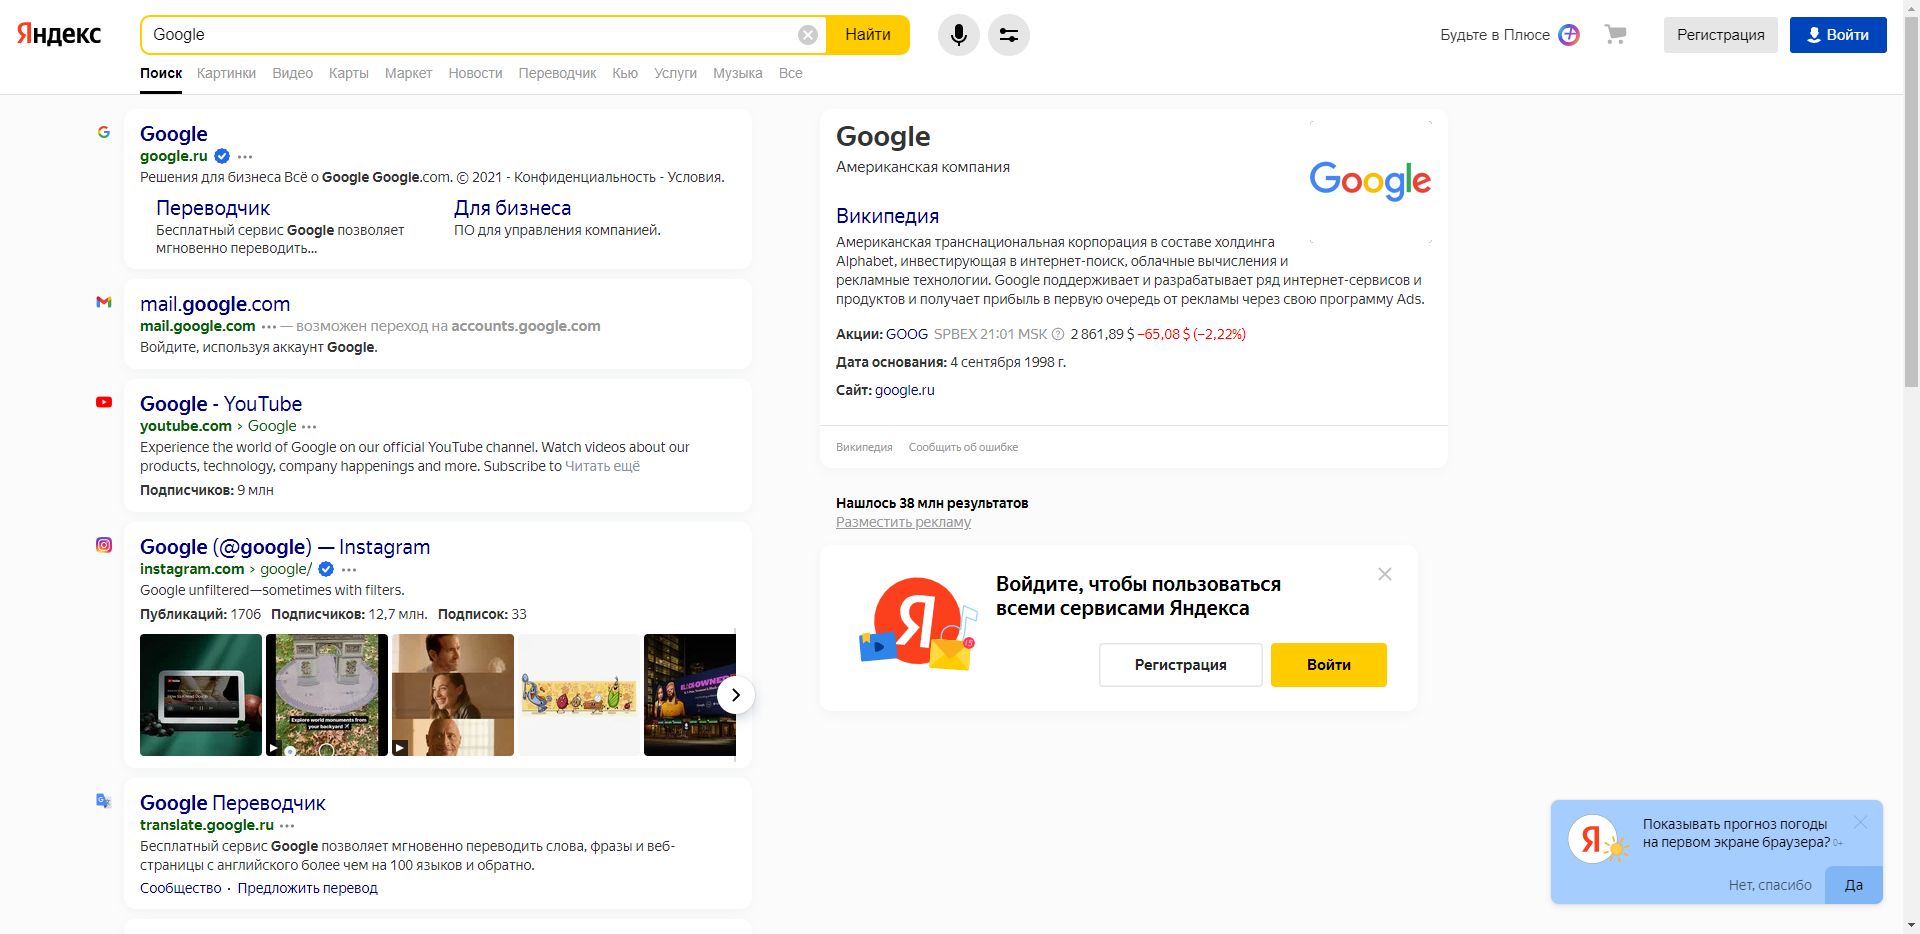 Яндекс
Google
Найти
Будьте в Плюсе
Регистрация
Войти
Поиск Картинки Видео Карты Маркет Новости Переводчик Кью Услуги Музыка Все
Google
google.ru
Решения для бизнеса Всё о Google Google.com. © 2021 - Конфиденциальность - Условия.
Переводчик
Бесплатный сервис Google позволяет
мгновенно переводить...
Для бизнеса
ПО для управления компанией.
mail.google.com
mail.google.com ··· — возможен переход на accounts.google.com
Войдите, используя аккаунт Google.
Google - YouTube
youtube.com › Google ···
Experience the world of Google on our official YouTube channel. Watch videos about our
products, technology, company happenings and more. Subscribe to Читать ещё
Подписчиков: 9 млн
Google (@google) — Instagram
instagram.com › google/
Google unfiltered—sometimes with filters.
Публикаций: 1706 Подписчиков: 12,7 млн. Подписок: 33
Explore world monuments from
your backyard
Google Переводчик
translate.google.ru ···
Бесплатный сервис Google позволяет мгновенно переводить слова, фразы и веб-
страницы с английского более чем на 100 языков и обратно.
Сообщество · Предложить перевод
Google
Американская компания
Google
Википедия
Американская транснациональная корпорация в составе холдинга
Alphabet, инвестирующая в интернет-поиск, облачные вычисления и
рекламные технологии. Google поддерживает и разрабатывает ряд интернет-сервисов и
продуктов и получает прибыль в первую очередь от рекламы через свою программу Ads.
Акции: GOOG SPBEX 21:01 MSK ? 2 861,89 $ −65,08 $ (−2,22%)
Дата основания: 4 сентября 1998 г.
Сайт: google.ru
Википедия Сообщить об ошибке
Нашлось 38 млн результатов
Разместить рекламу
Я
Войдите, чтобы пользоваться
всеми сервисами Яндекса
Регистрация
Войти
Я
Показывать прогноз погоды
на первом экране браузера? 0+
Нет, спасибо
Да